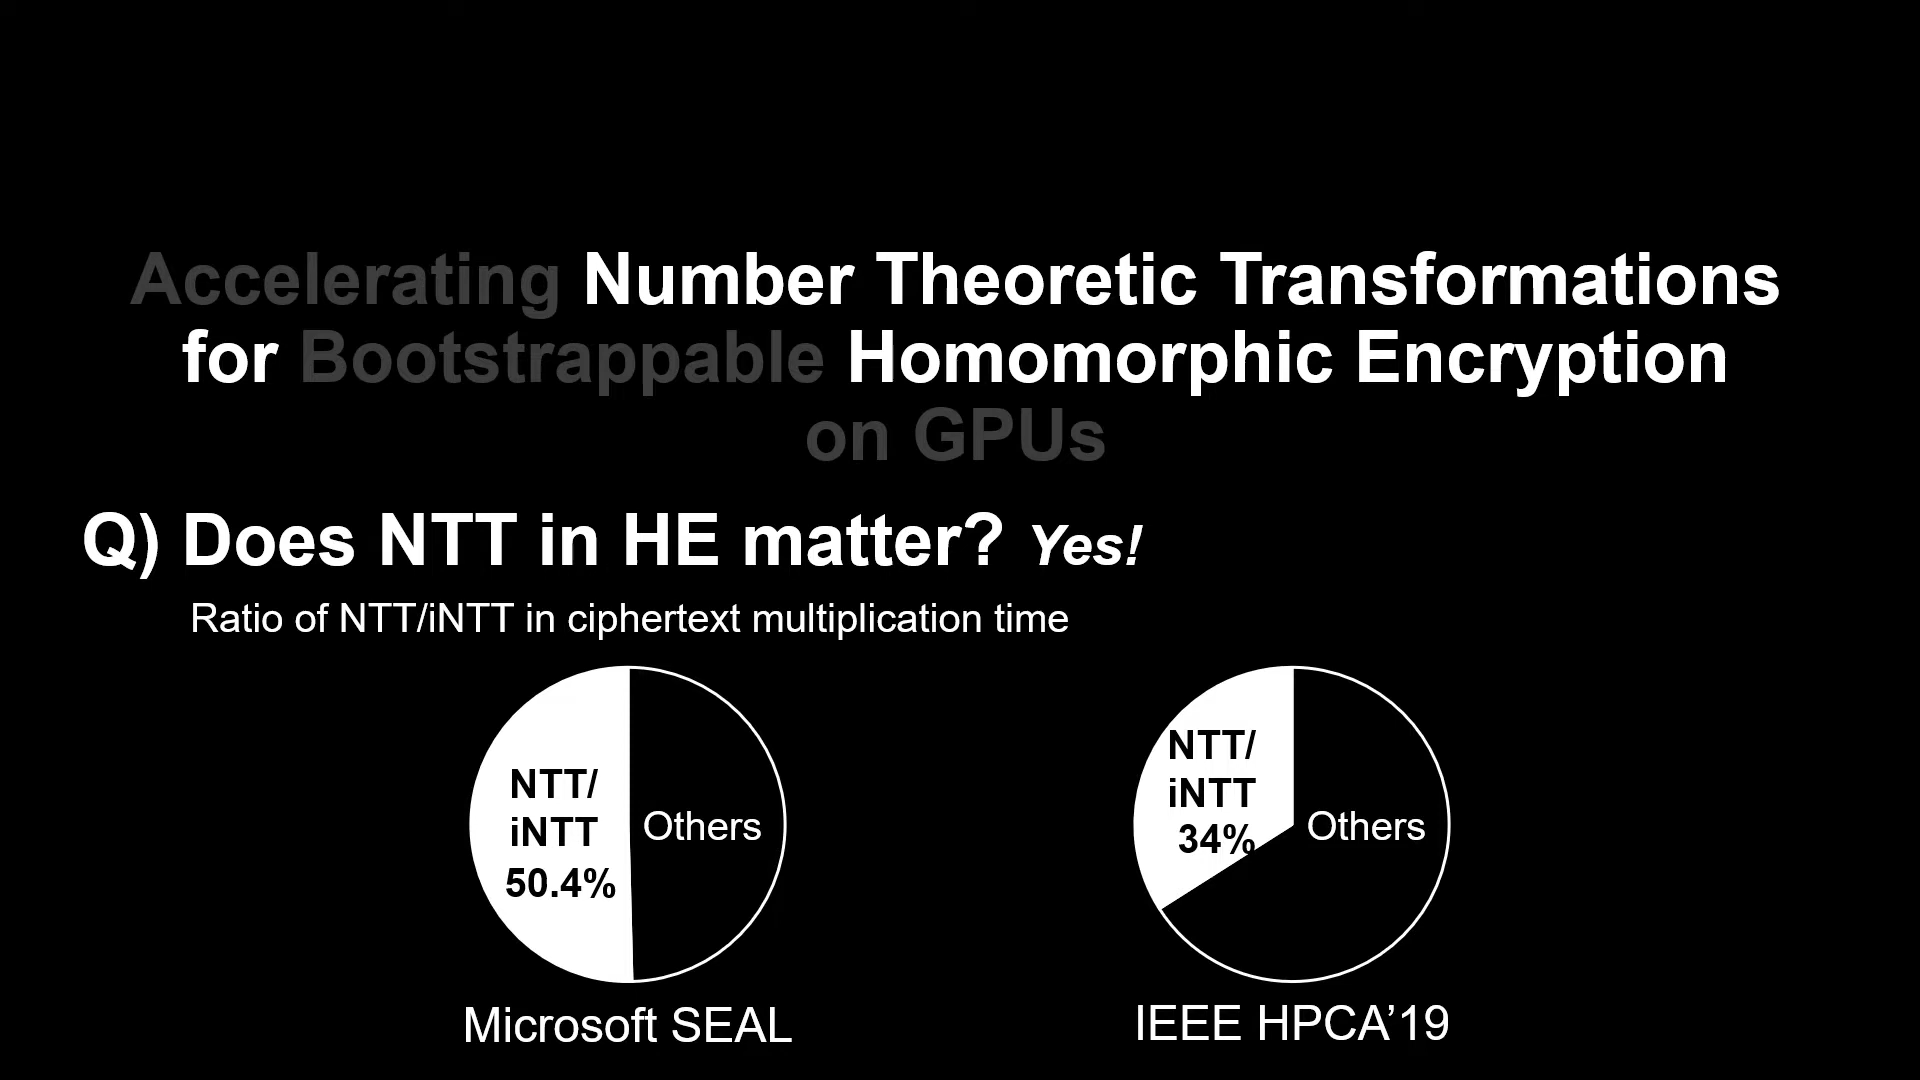 Accelerating Number Theoretic Transformations
for Bootstrappable Homomorphic Encryption
on GPUs
Q) Does NTT in HE matter? Yes!
Ratio of NTT/iNTT in ciphertext multiplication time
NTT/
iNTT
50.4%
Others
Microsoft SEAL
NTT/
iNTT
34%
Others
IEEE HPCA’19